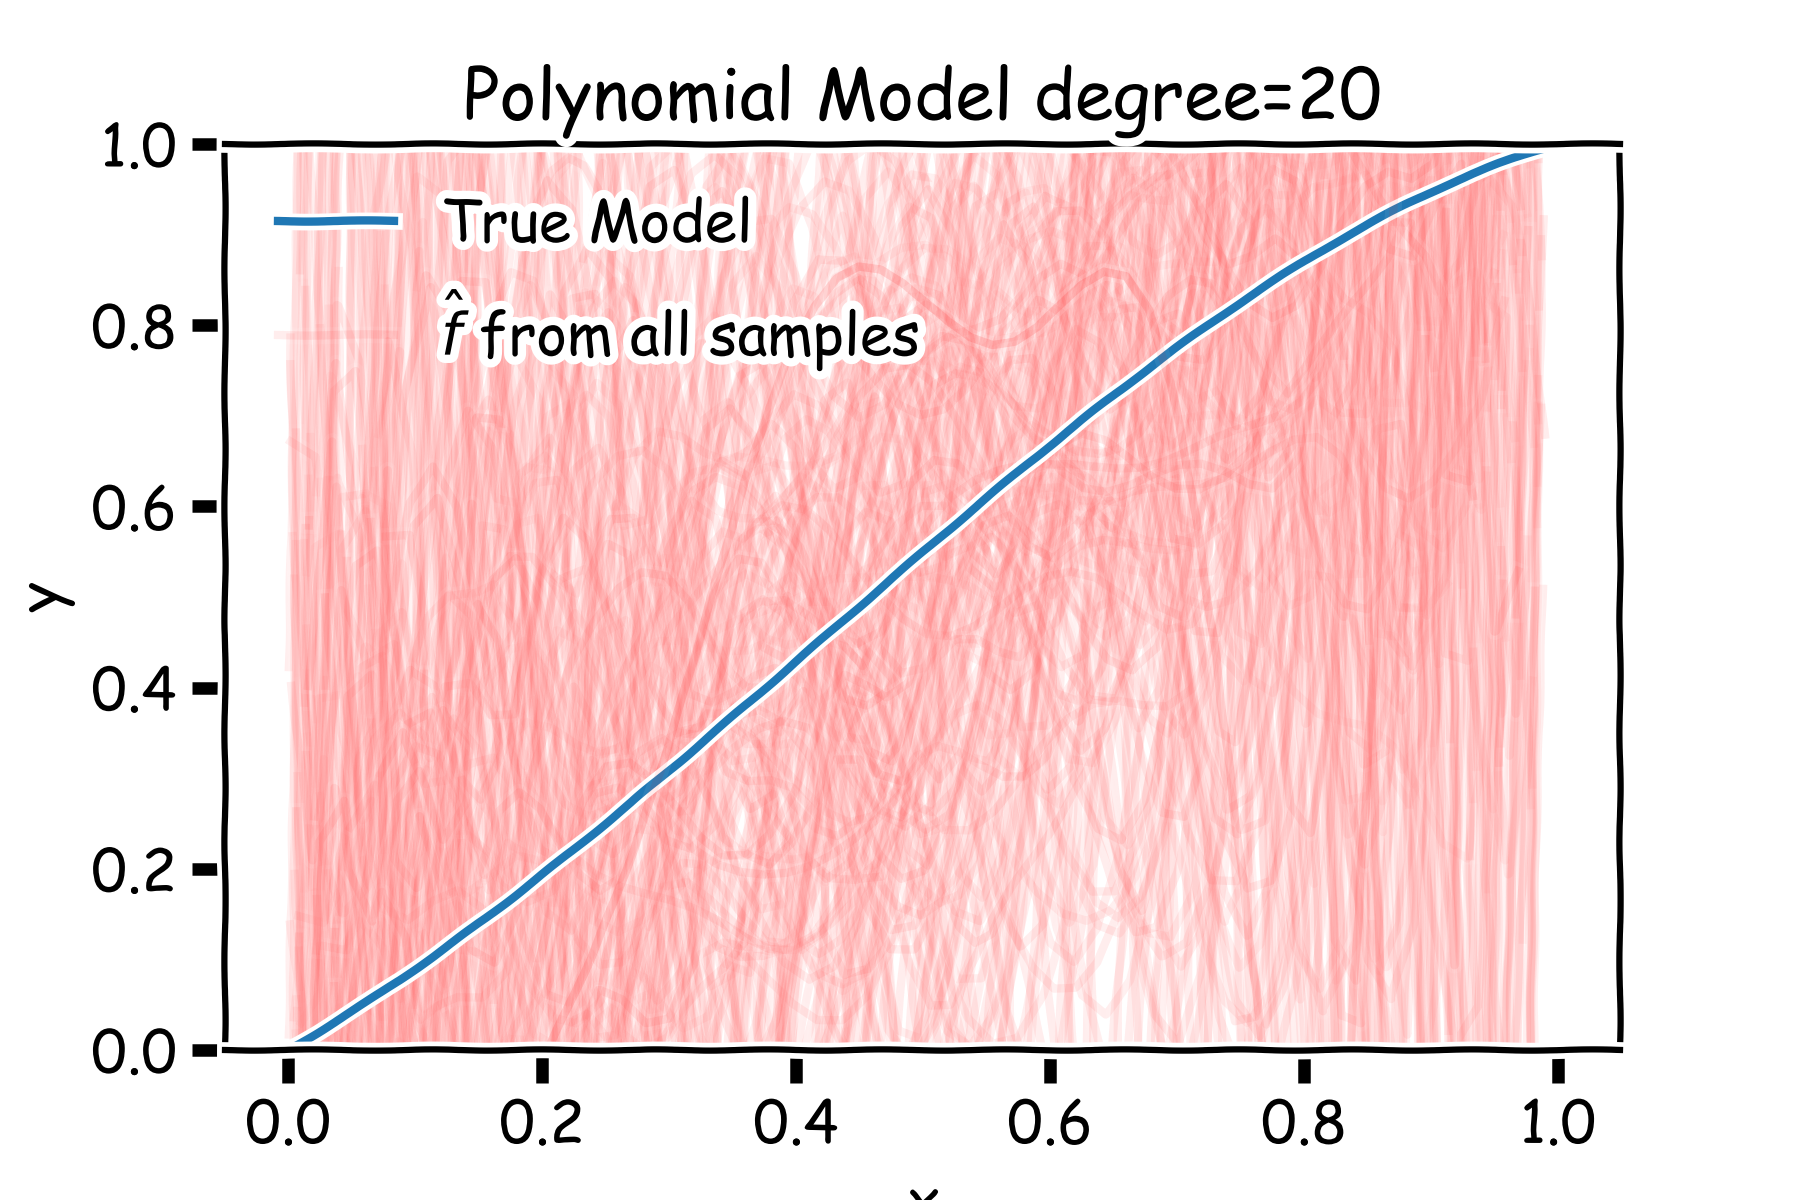 Polynomial Model degree=20
1.0
0.8
0.6
0.4
0.2
0.0
y
True Model
f̂ from all samples
0.0 0.2 0.4 0.6 0.8 1.0
x